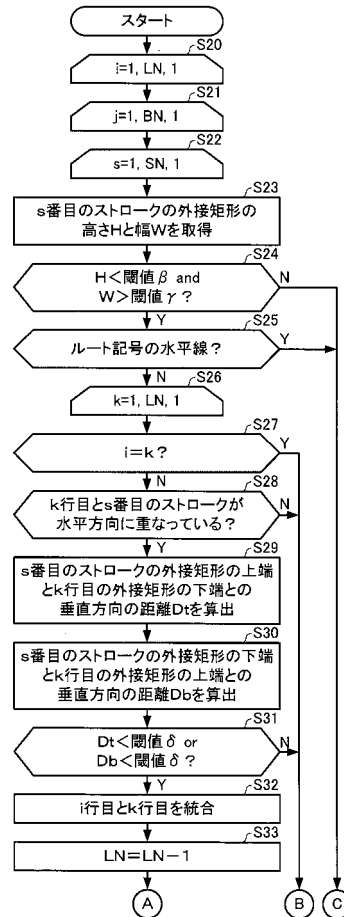 スタート
S20
i=1, LN, 1
S21
j=1, BN, 1
S22
s=1, SN, 1
S23
s番目のストロークの外接矩形の
高さHと幅Wを取得
S24
H<閾値β and
W>閾値γ?
N
Y
S25
ルート記号の水平線?
Y
N
S26
k=1, LN, 1
S27
i=k?
Y
N
S28
k行目とs番目のストロークが
水平方向に重なっている?
N
Y
S29
s番目のストロークの外接矩形の上端
とk行目の外接矩形の下端との
垂直方向の距離Dtを算出
S30
s番目のストロークの外接矩形の下端
とk行目の外接矩形の上端との
垂直方向の距離Dbを算出
S31
Dt<閾値δ or
Db<閾値δ?
N
Y
S32
i行目とk行目を統合
S33
LN=LN-1
A
B
C